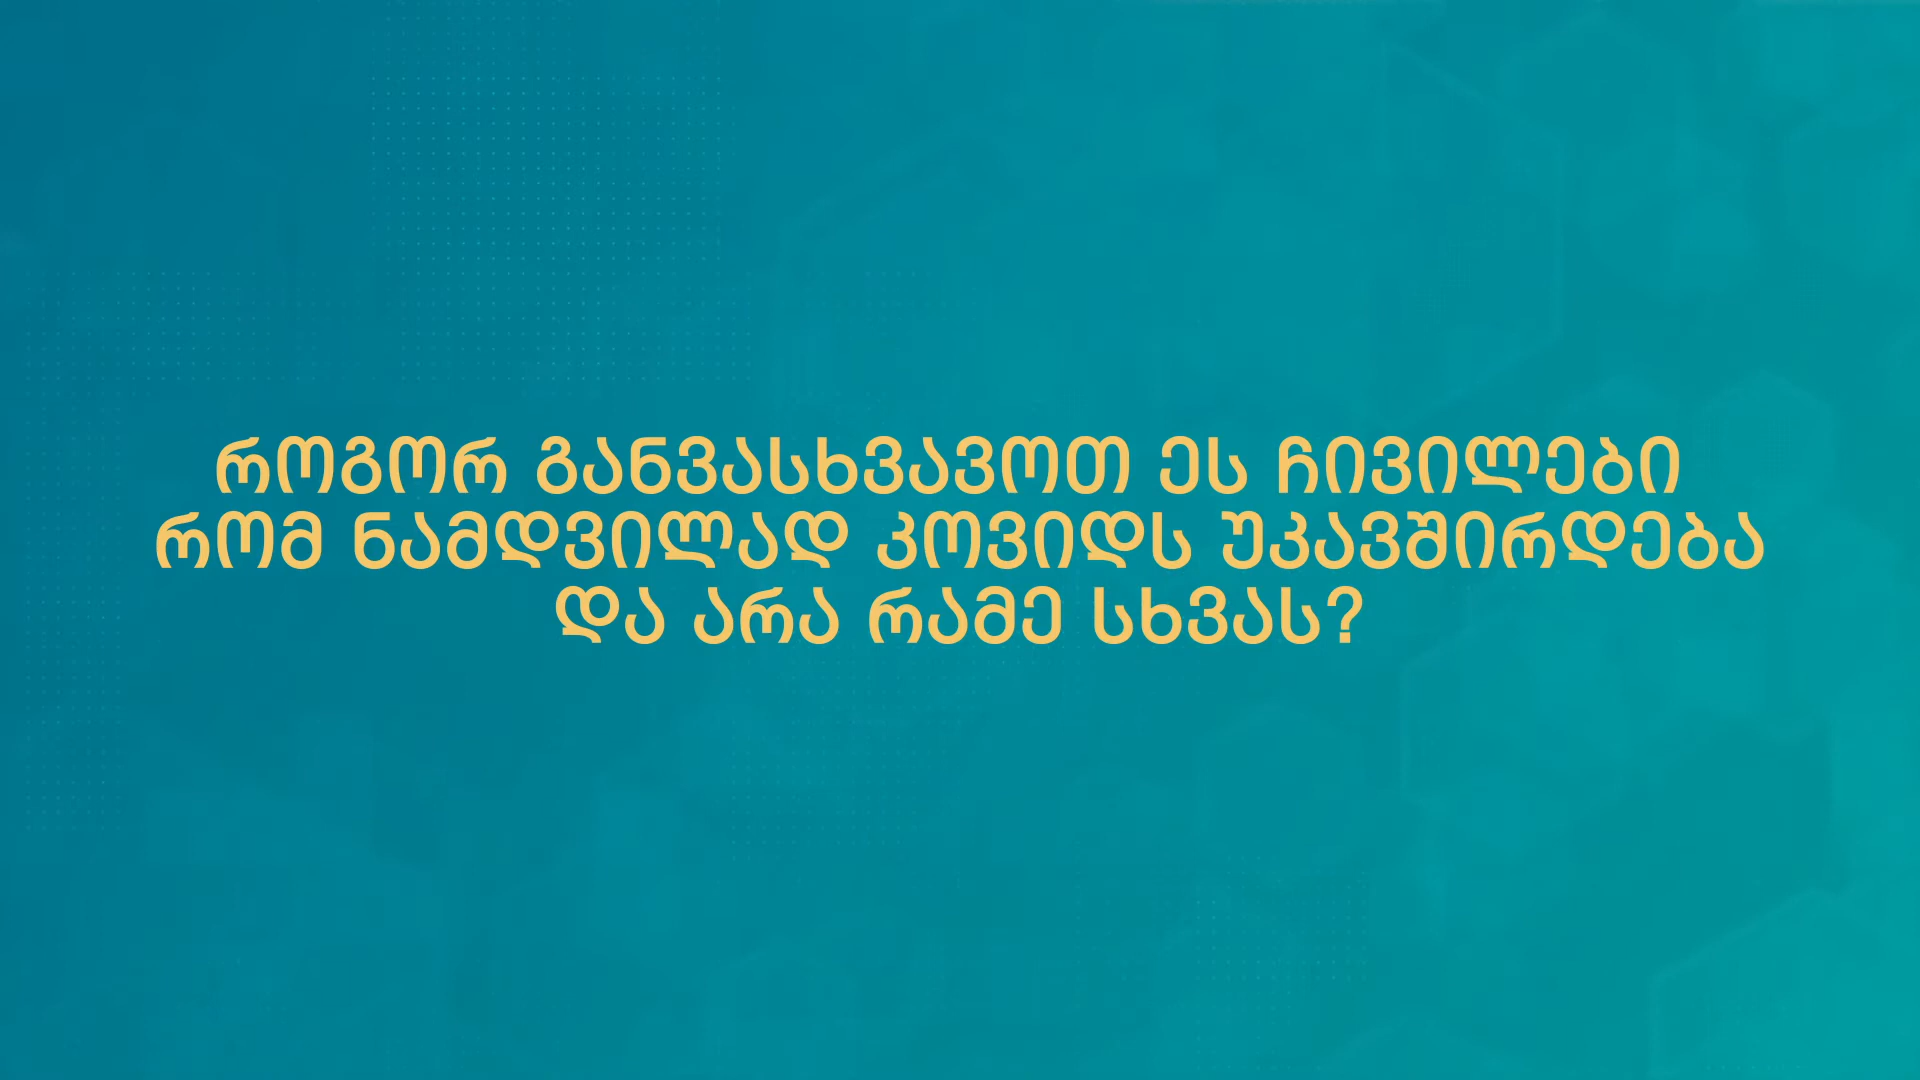 როგორ განვასხვავოთ ეს ჩივილები
რომ ნამდვილად კოვიდს უკავშირდება
და არა რამე სხვას?